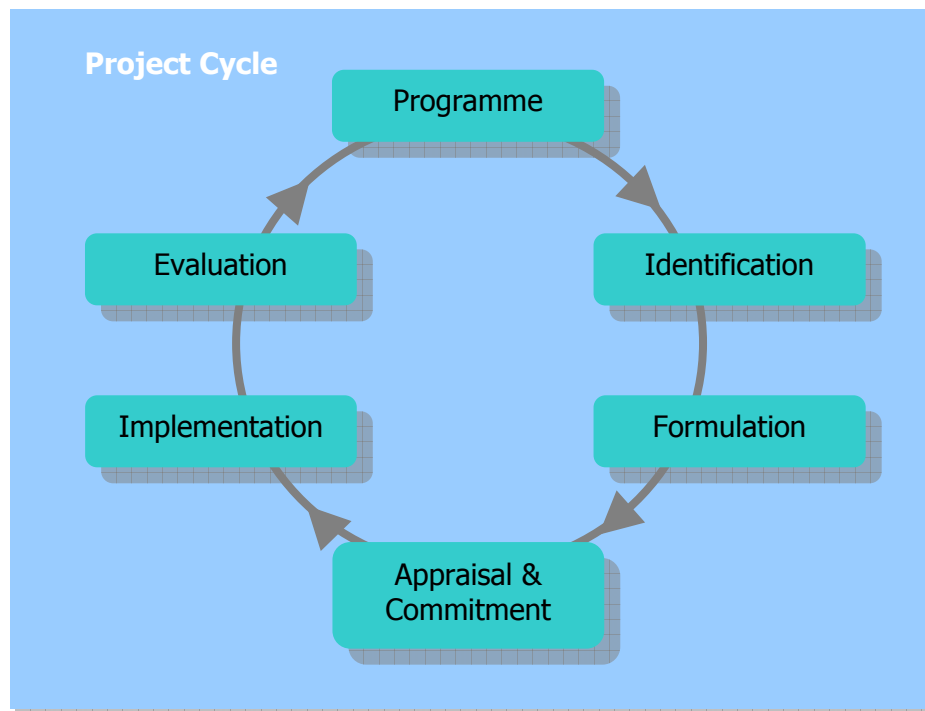 Project Cycle
Programme
Identification
Formulation
Appraisal &
Commitment
Implementation
Evaluation